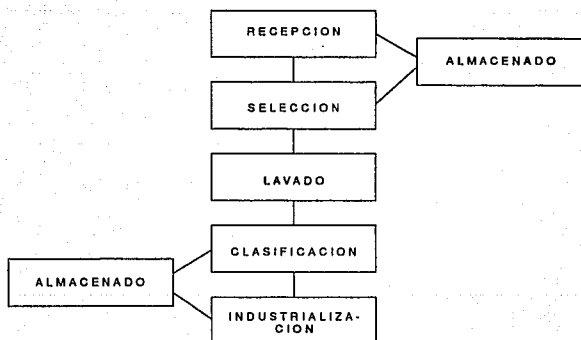 RECEPCION
ALMACENADO
SELECCION
LAVADO
CLASIFICACION
ALMACENADO
INDUSTRIALIZA-
CION